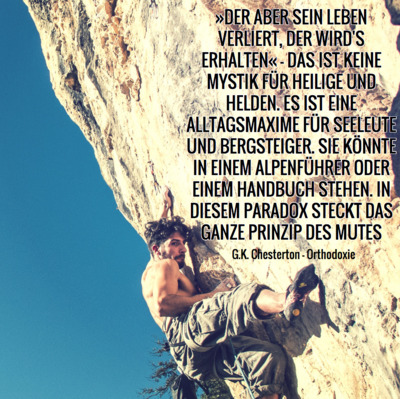 »DER ABER SEIN LEBEN
VERLIERT, DER WIRD'S
ERHALTEN« - DAS IST KEINE
MYSTIK FÜR HEILIGE UND
HELDEN. ES IST EINE
ALLTAGSMAXIME FÜR SEELEUTE
UND BERGSTEIGER. SIE KÖNNTE
IN EINEM ALPENFÜHRER ODER
EINEM HANDBUCH STEHEN. IN
DIESEM PARADOX STECKT DAS
GANZE PRINZIP DES MUTES
G.K. Chesterton - Orthodoxie